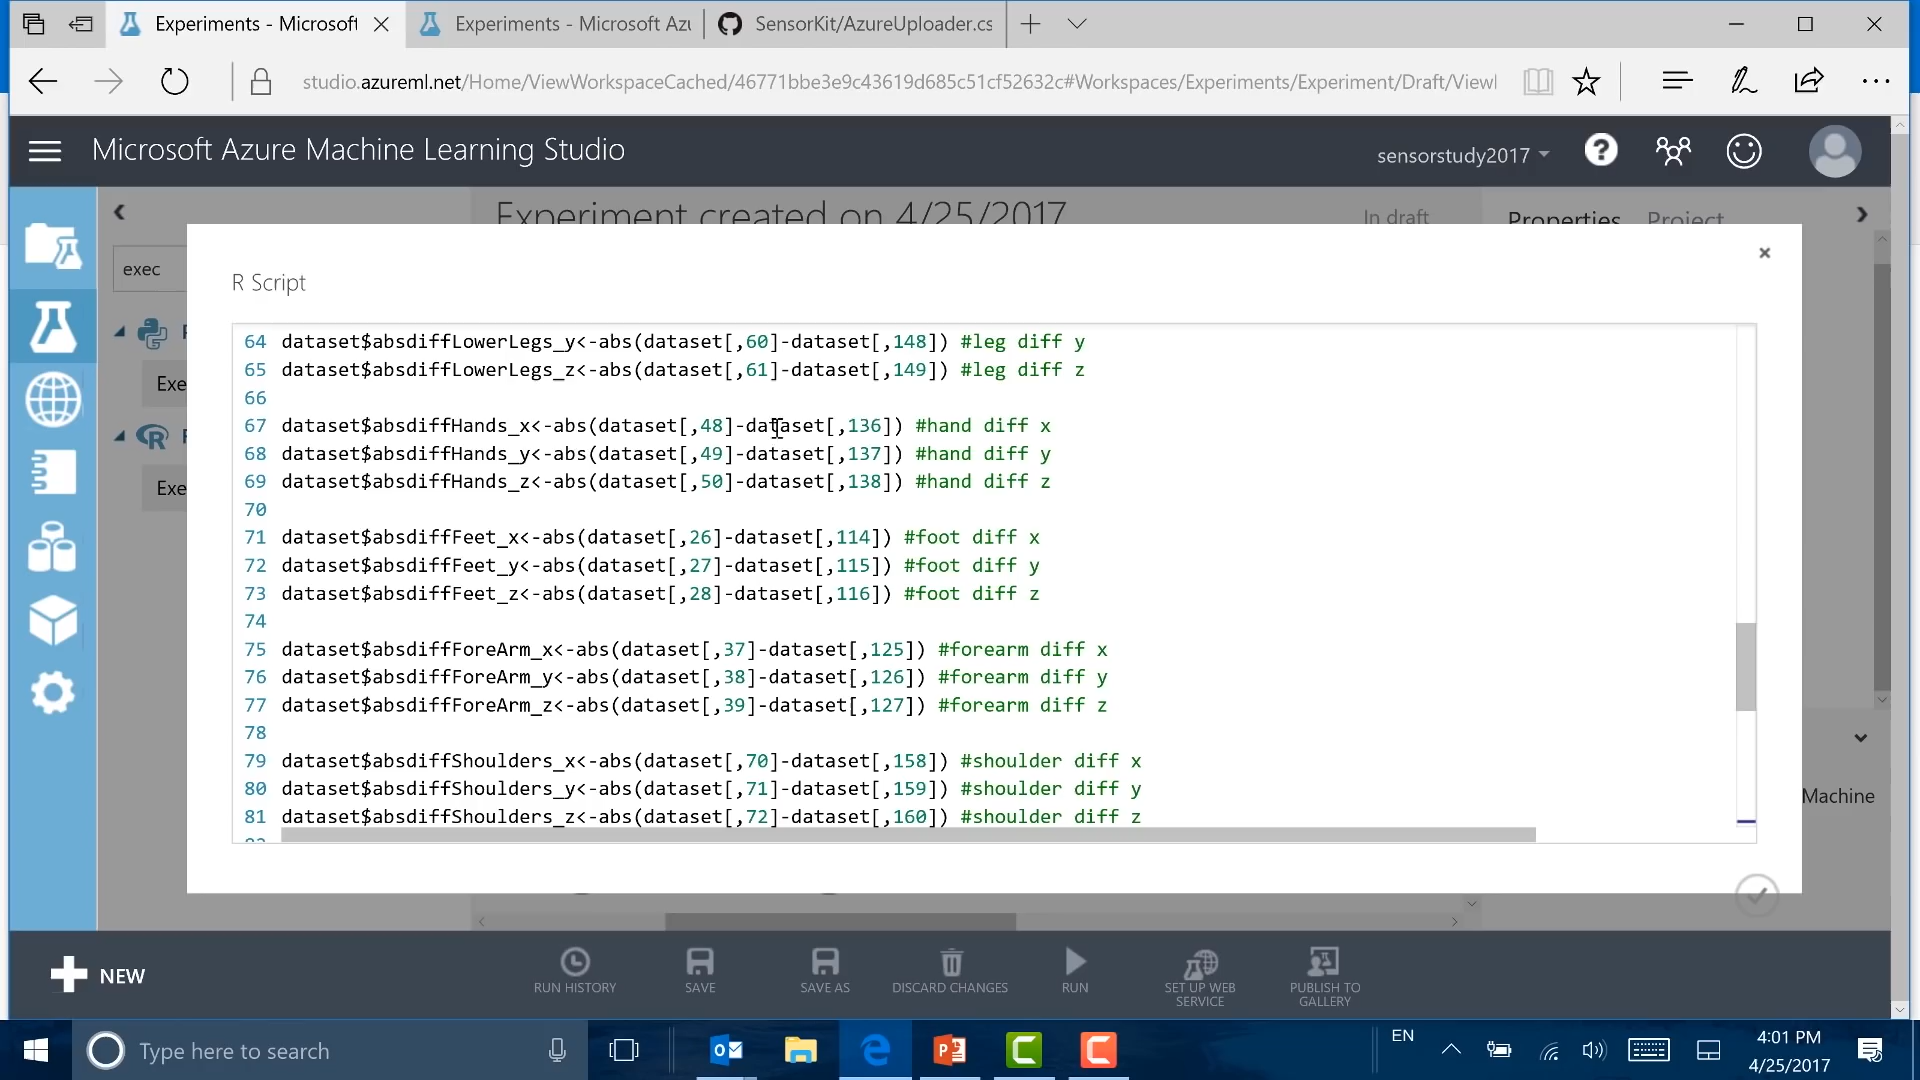 Experiments - Microsoft
Experiments - Microsoft Azu
SensorKit/AzureUploader.cs
studio.azureml.net/Home/ViewWorkspaceCached/46771bbe3e9c43619d685c51cf52632c#Workspaces/Experiments/Experiment/Draft/Viewl
Microsoft Azure Machine Learning Studio
sensorstudy2017
Experiment created on 4/25/2017
In draft
Properties Project
exec
R Script
Exe
Exe
64 dataset$absdiffLowerLegs_y<-abs(dataset[,60]-dataset[,148]) #leg diff y
65 dataset$absdiffLowerLegs_z<-abs(dataset[,61]-dataset[,149]) #leg diff z
66
67 dataset$absdiffHands_x<-abs(dataset[,48]-dataset[,136]) #hand diff x
68 dataset$absdiffHands_y<-abs(dataset[,49]-dataset[,137]) #hand diff y
69 dataset$absdiffHands_z<-abs(dataset[,50]-dataset[,138]) #hand diff z
70
71 dataset$absdiffFeet_x<-abs(dataset[,26]-dataset[,114]) #foot diff x
72 dataset$absdiffFeet_y<-abs(dataset[,27]-dataset[,115]) #foot diff y
73 dataset$absdiffFeet_z<-abs(dataset[,28]-dataset[,116]) #foot diff z
74
75 dataset$absdiffForeArm_x<-abs(dataset[,37]-dataset[,125]) #forearm diff x
76 dataset$absdiffForeArm_y<-abs(dataset[,38]-dataset[,126]) #forearm diff y
77 dataset$absdiffForeArm_z<-abs(dataset[,39]-dataset[,127]) #forearm diff z
78
79 dataset$absdiffShoulders_x<-abs(dataset[,70]-dataset[,158]) #shoulder diff x
80 dataset$absdiffShoulders_y<-abs(dataset[,71]-dataset[,159]) #shoulder diff y
81 dataset$absdiffShoulders_z<-abs(dataset[,72]-dataset[,160]) #shoulder diff z
Machine
NEW
RUN HISTORY
SAVE
SAVE AS
DISCARD CHANGES
RUN
SET UP WEB
SERVICE
PUBLISH TO
GALLERY
Type here to search
EN
4:01 PM
4/25/2017